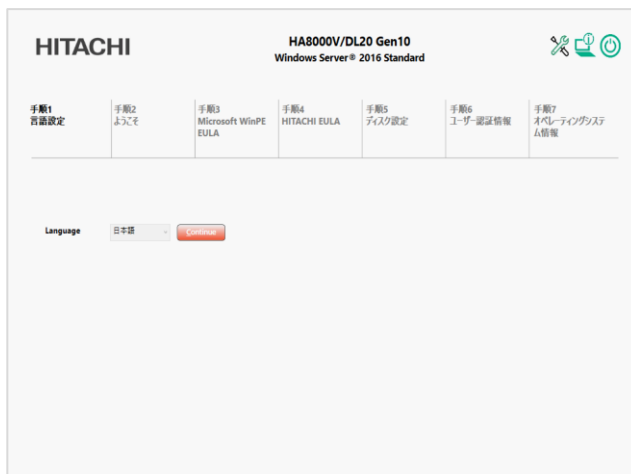 HITACHI
HA8000V/DL20 Gen10
Windows Server® 2016 Standard
手順1
言語設定
手順2
ようこそ
手順3
Microsoft WinPE
EULA
手順4
HITACHI EULA
手順5
ディスク設定
手順6
ユーザー認証情報
手順7
オペレーティングシステ
ム情報
Language
日本語
Continue